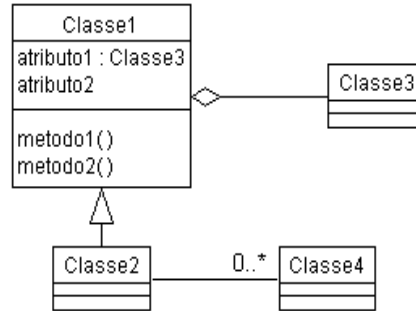 Classe1
atributo1 : Classe3
atributo2
metodo1()
metodo2()
Classe3
Classe2
0..*
Classe4